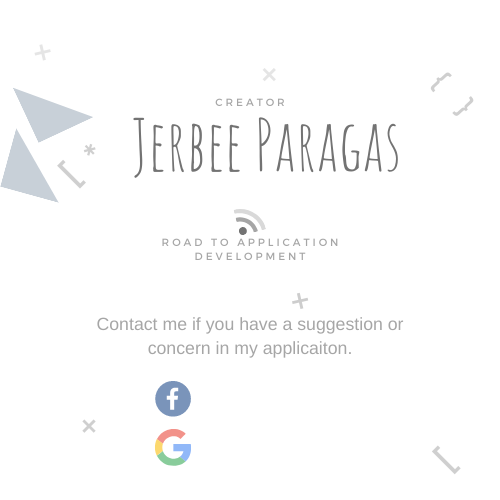 CREATOR
JERBEE PARAGAS
ROAD TO APPLICATION
DEVELOPMENT
Contact me if you have a suggestion or
concern in my applicaiton.